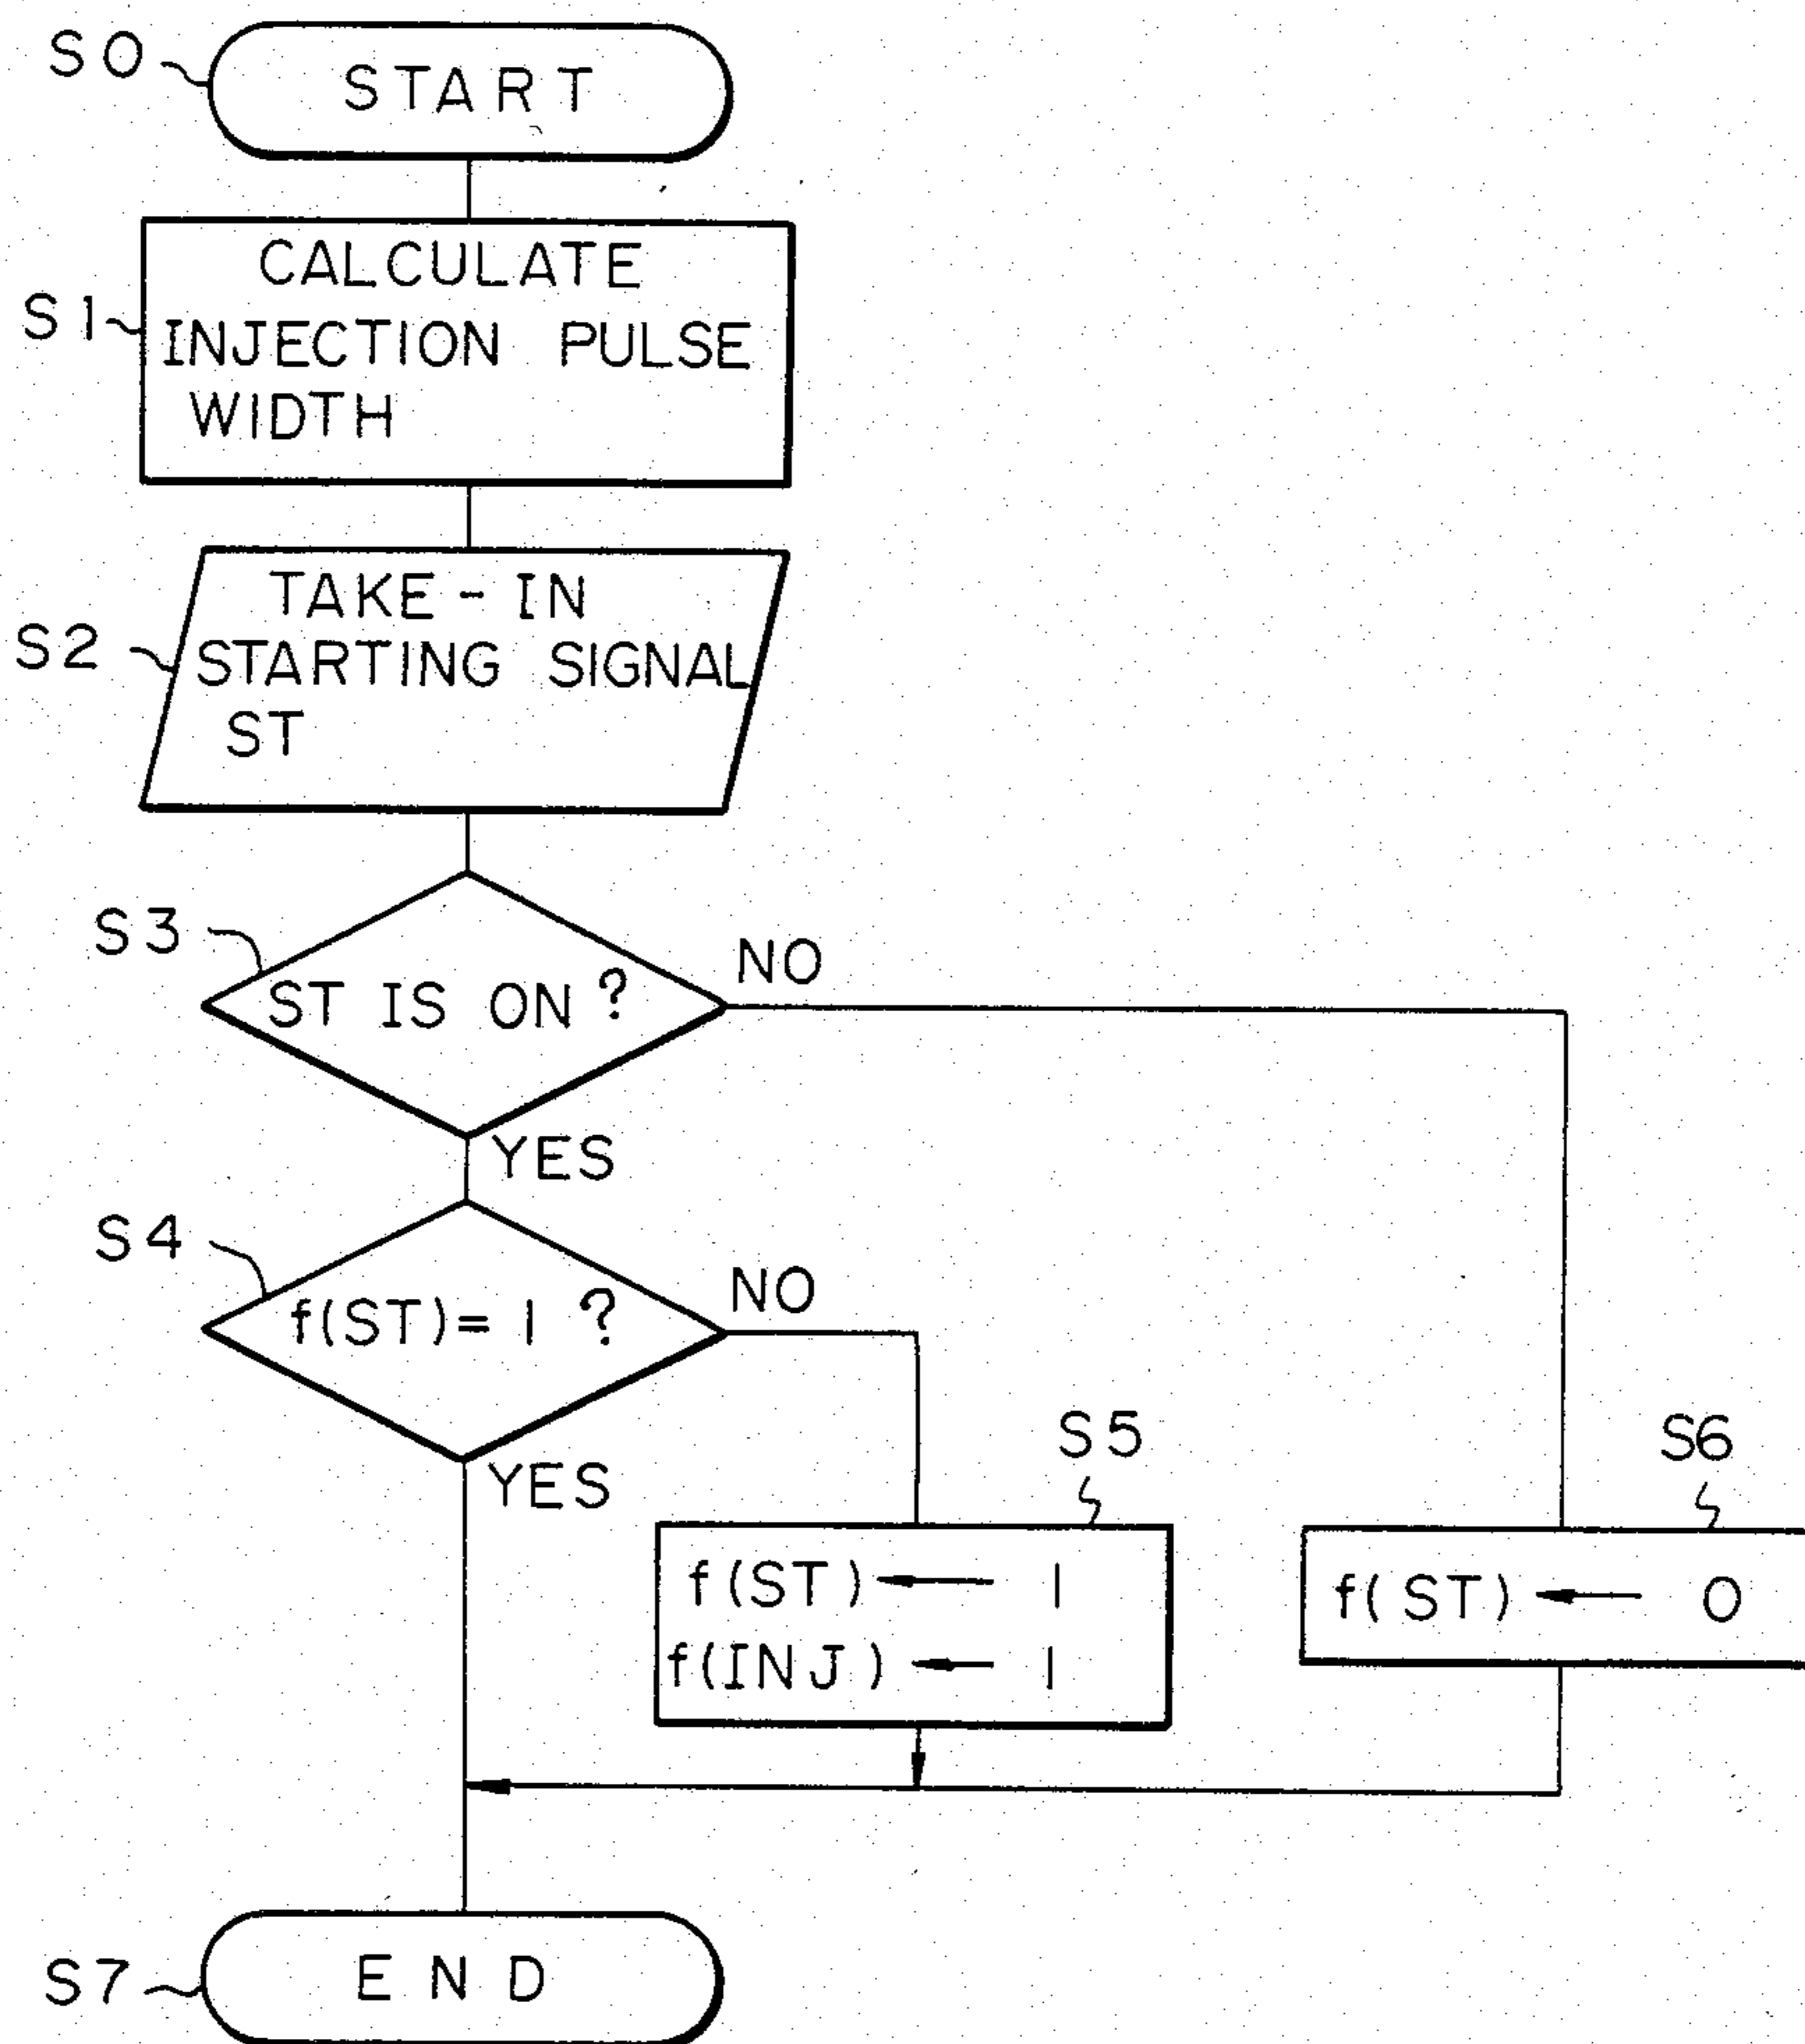 S0
START
S1
CALCULATE
INJECTION PULSE
WIDTH
S2
TAKE-IN
STARTING SIGNAL
ST
S3
ST IS ON ?
NO
YES
S4
f(ST)= 1 ?
NO
YES
S5
f(ST) ← 1
f(INJ) ← 1
S6
f(ST) ← 0
S7
END